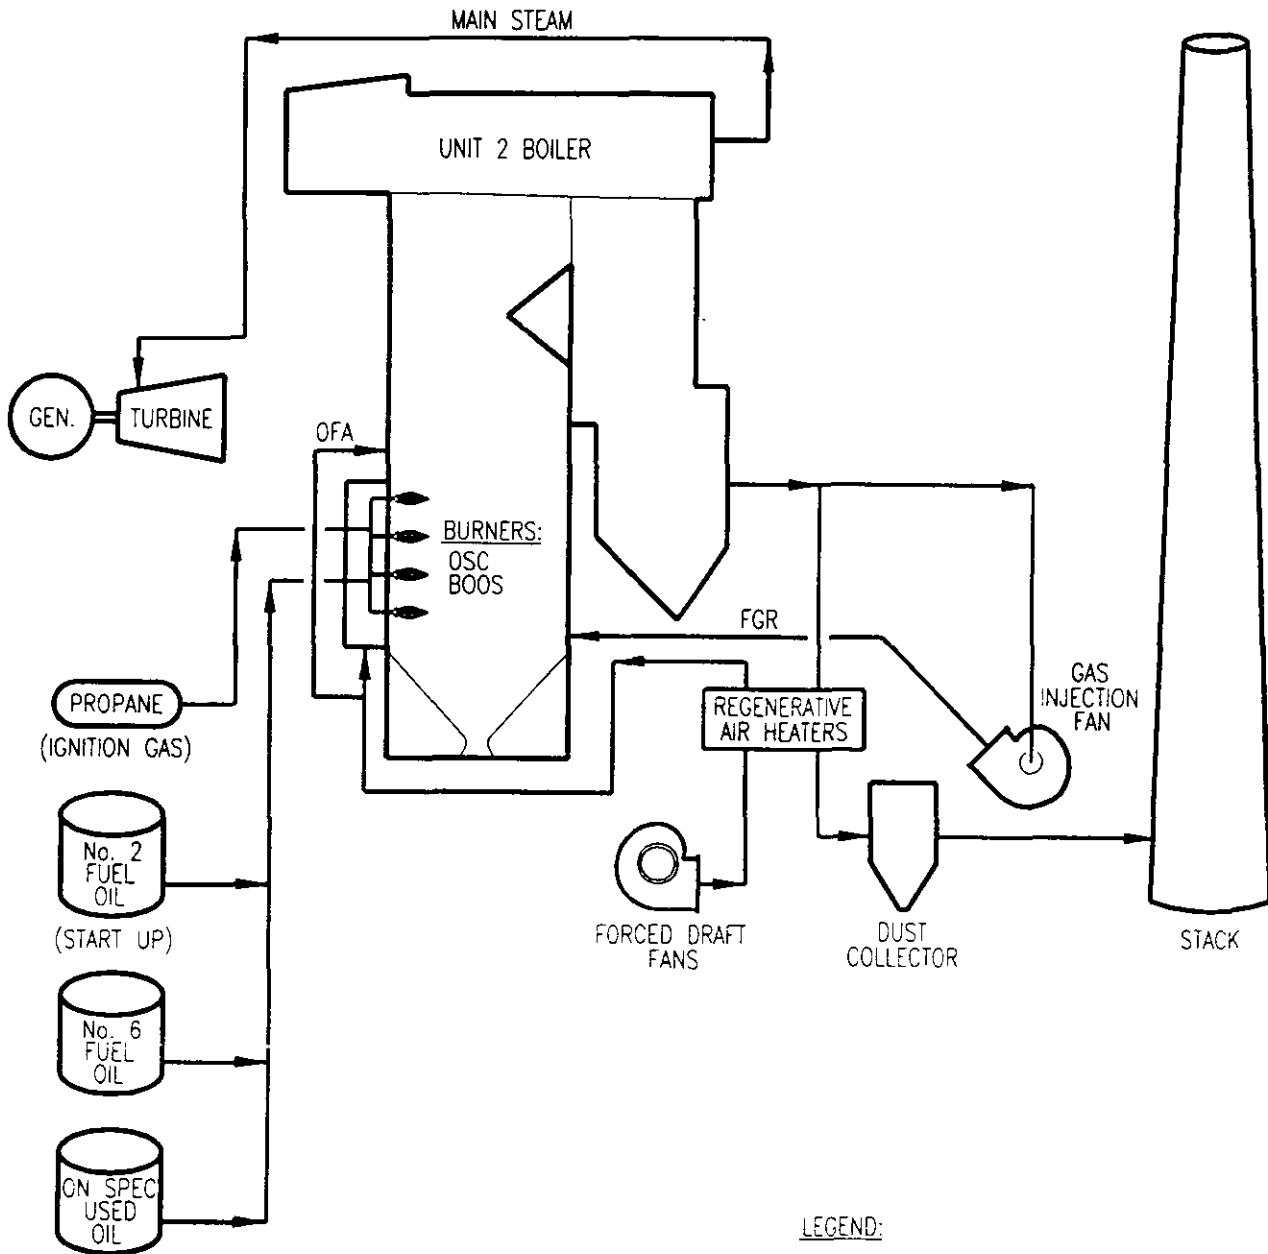 MAIN STEAM
UNIT 2 BOILER
GEN.
TURBINE
OFA
BURNERS:
OSC
BOOS
FGR
PROPANE
(IGNITION GAS)
REGENERATIVE
AIR HEATERS
GAS
INJECTION
FAN
No. 2
FUEL
OIL
(START UP)
FORCED DRAFT
FANS
DUST
COLLECTOR
STACK
No. 6
FUEL
OIL
ON SPEC
USED
OIL
LEGEND: